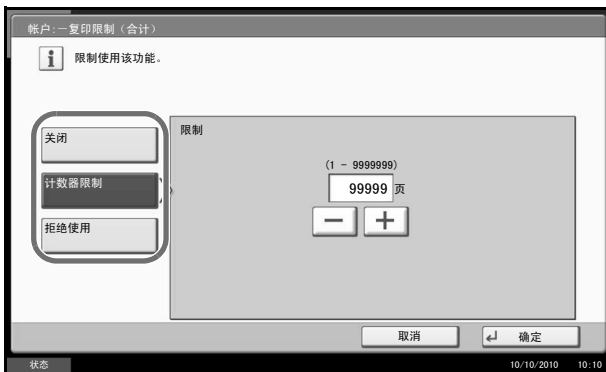 帐户:－复印限制（合计）
限制使用该功能。
关闭
计数器限制
拒绝使用
限制
(1 - 9999999)
99999 页
取消
确定
状态
10/10/2010 10:10